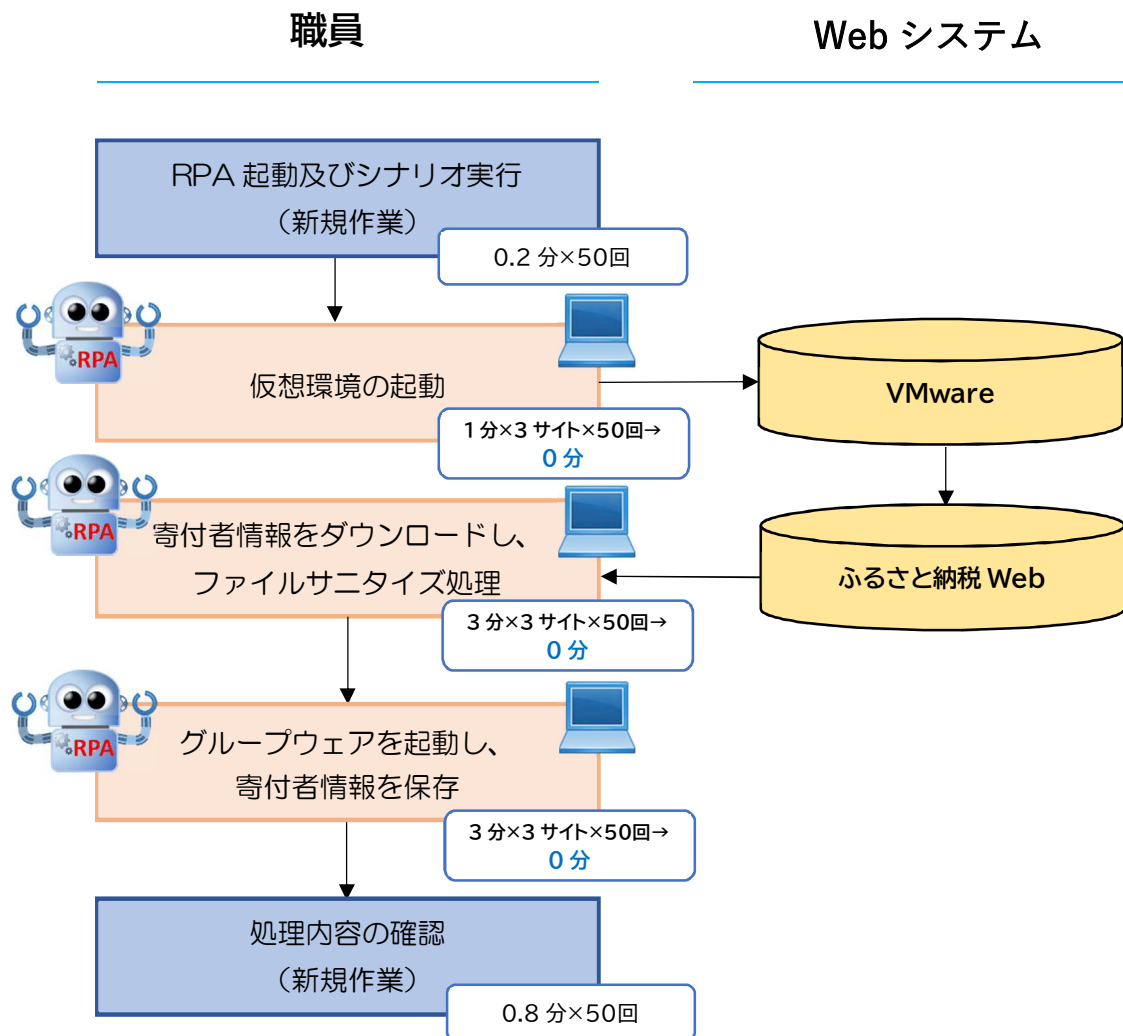 職員
Web システム
RPA 起動及びシナリオ実行
（新規作業）
0.2 分×50回
RPA
仮想環境の起動
1 分×3 サイト×50回→
0 分
VMware
RPA
寄付者情報をダウンロードし、
ファイルサニタイズ処理
3 分×3 サイト×50回→
0 分
ふるさと納税 Web
RPA
グループウェアを起動し、
寄付者情報を保存
3 分×3 サイト×50回→
0 分
処理内容の確認
（新規作業）
0.8 分×50回